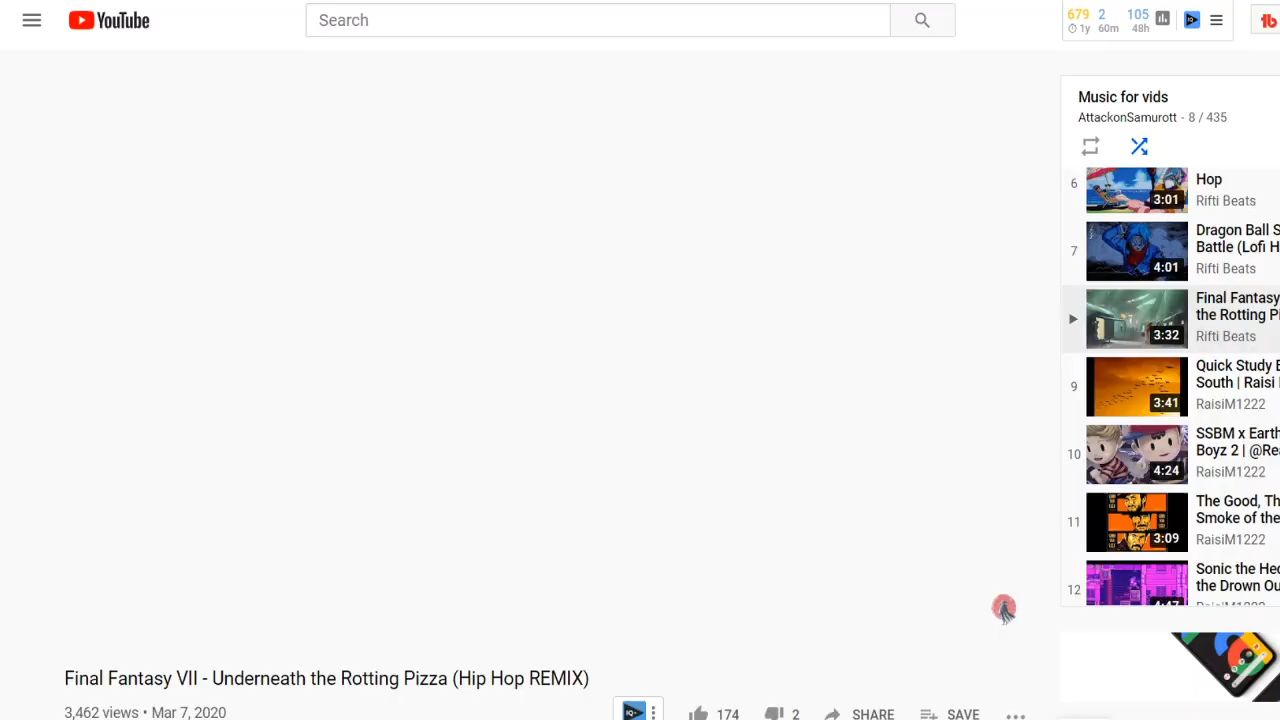 YouTube
Search
679 2 105
1y 60m 48h
Music for vids
AttackonSamurott - 8 / 435
6
3:01
Hop
Rifti Beats
7
4:01
Dragon Ball S
Battle (Lofi H
Rifti Beats
3:32
Final Fantasy
the Rotting Pi
Rifti Beats
9
3:41
Quick Study
South | Raisi
RaisiM1222
10
4:24
SSBM x Earth
Boyz 2 | @Rea
RaisiM1222
11
3:09
The Good, Th
Smoke of the
RaisiM1222
12
Sonic the Hed
the Drown Ou
Final Fantasy VII - Underneath the Rotting Pizza (Hip Hop REMIX)
3,462 views • Mar 7, 2020
IQ
174
2
SHARE
SAVE